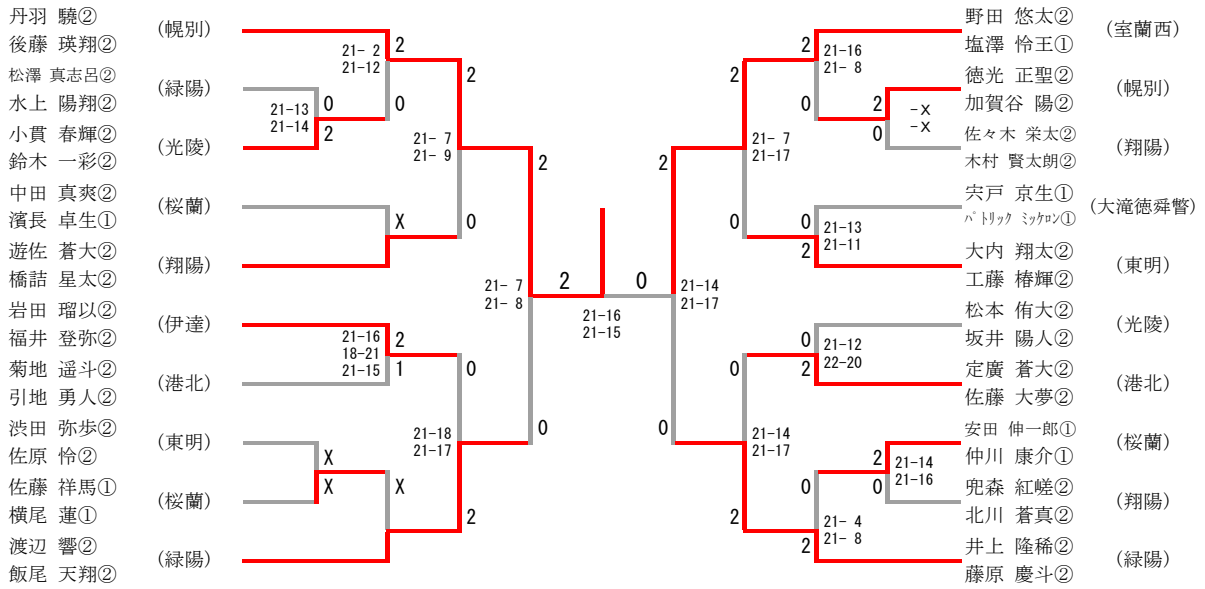 丹羽 驍②
後藤 瑛翔②
(幌別)
松澤 真志呂②
水上 陽翔②
(緑陽)
小貫 春輝②
鈴木 一彩②
(光陵)
中田 真爽②
濱長 卓生①
(桜蘭)
遊佐 蒼大②
橋詰 星太②
(翔陽)
岩田 瑠以②
福井 登弥②
(伊達)
菊地 遥斗②
引地 勇人②
(港北)
渋田 弥歩②
佐原 怜②
(東明)
佐藤 祥馬①
横尾 蓮①
(桜蘭)
渡辺 響②
飯尾 天翔②
(緑陽)
21-13
21-14
0
2
21- 2
21-12
2
0
X
21-16
18-21
21-15
2
1
X
X
X
21- 7
21- 9
2
0
21-18
21-17
0
2
21- 7
21- 8
2
0
2
0
21-16
21-15
21-14
21-17
2
0
21- 7
21-17
2
0
21-14
21-17
0
2
21-16
21- 8
2
0
-X
-X
2
0
21-13
21-11
0
2
21-12
22-20
0
2
21-14
21-16
2
0
21- 4
21- 8
0
2
野田 悠太②
塩澤 怜王①
(室蘭西)
徳光 正聖②
加賀谷 陽②
(幌別)
佐々木 栄太②
木村 賢太朗②
(翔陽)
宍戸 京生①
ﾊﾟﾄﾘｯｸ ﾐｯｹﾛﾝ①
(大滝徳舜瞥)
大内 翔太②
工藤 椿輝②
(東明)
松本 侑大②
坂井 陽人②
(光陵)
定廣 蒼大②
佐藤 大夢②
(港北)
安田 伸一郎①
仲川 康介①
(桜蘭)
兜森 紅嵯②
北川 蒼真②
(翔陽)
井上 隆稀②
藤原 慶斗②
(緑陽)